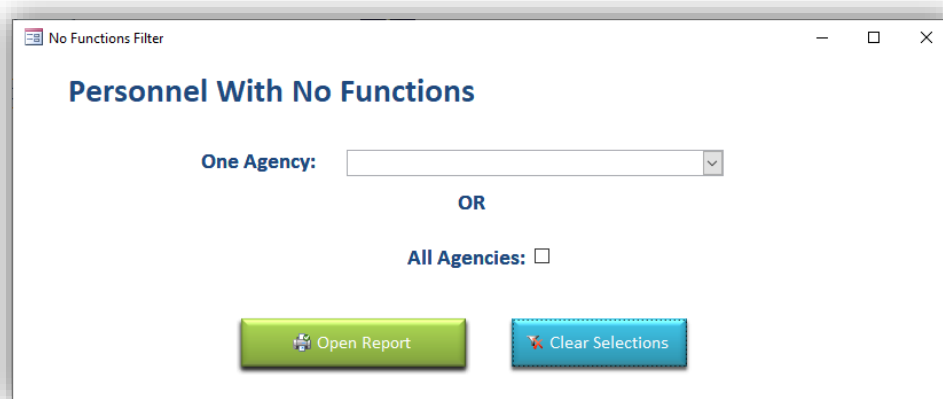 No Functions Filter
Personnel With No Functions
One Agency:
OR
All Agencies:
Open Report Clear Selections